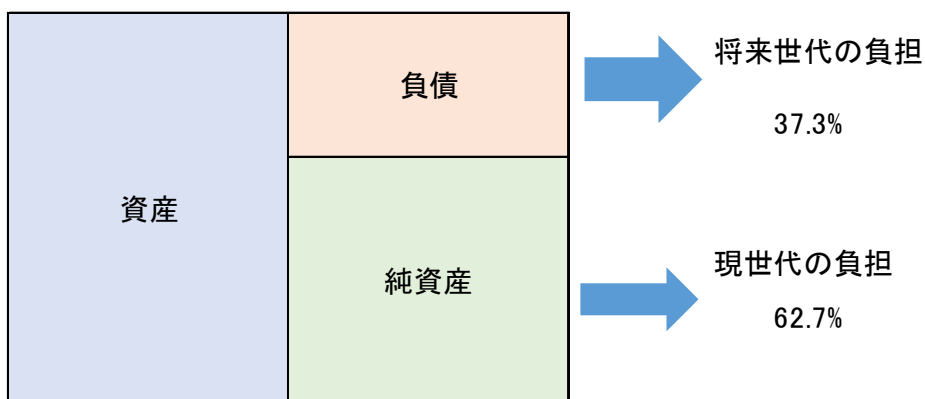 資産
負債
純資産
将来世代の負担
37.3%
現世代の負担
62.7%